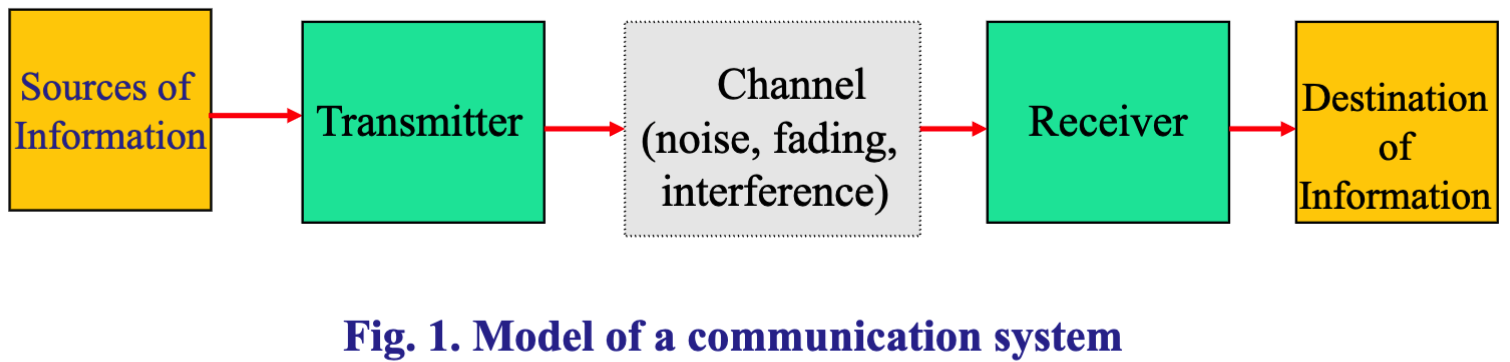 Sources of
Information
Transmitter
Channel
(noise, fading,
interference)
Receiver
Destination
of
Information
Fig. 1. Model of a communication system